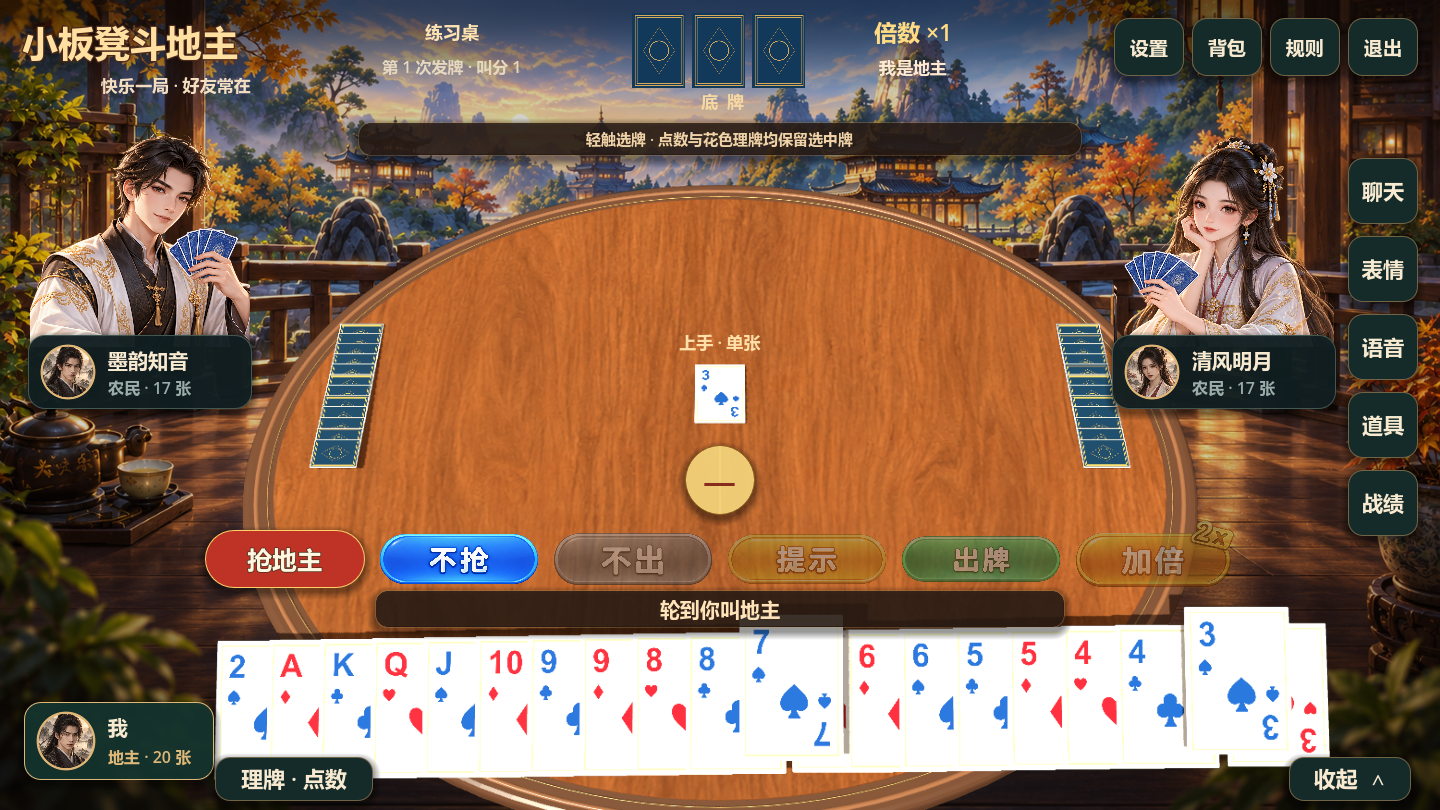 小板凳斗地主
快乐一局 · 好友常在
练习桌
第 1 次发牌 · 叫分 1
底 牌
倍数 ×1
我是地主
设置
背包
规则
退出
轻触选牌 · 点数与花色理牌均保留选中牌
聊天
表情
语音
道具
战绩
墨韵知音
农民 · 17 张
清风明月
农民 · 17 张
上手 · 单张
3
3
—
抢地主
不抢
不出
提示
出牌
加倍
2x
轮到你叫地主
2
A
K
Q
J
10
9
9
8
8
7
7
6
6
5
5
4
4
3
3
3
我
地主 · 20 张
理牌 · 点数
收起 ^